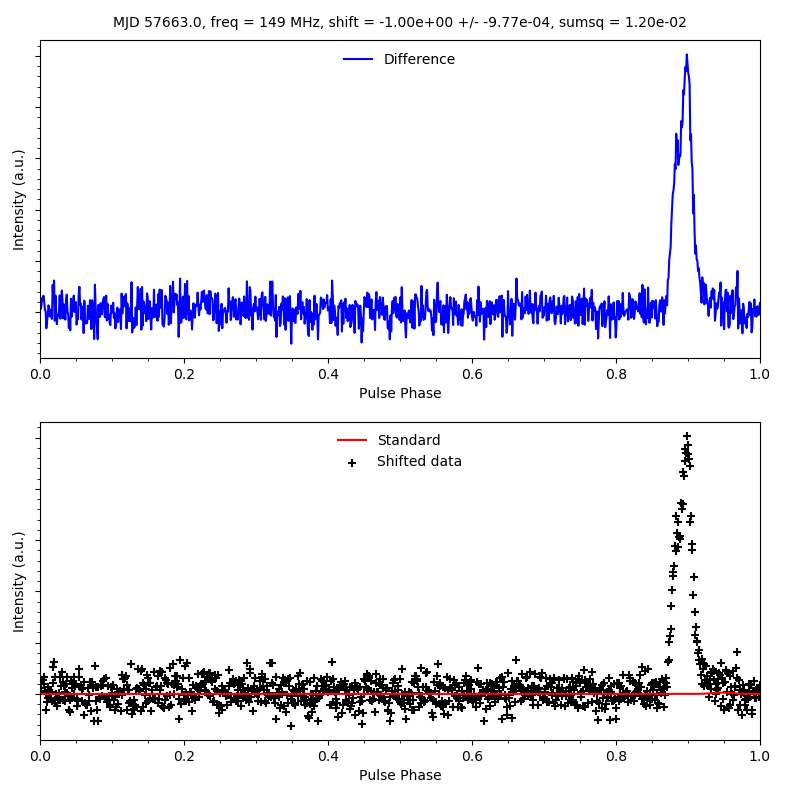 MJD 57663.0, freq = 149 MHz, shift = -1.00e+00 +/- -9.77e-04, sumsq = 1.20e-02
Difference
Intensity (a.u.)
0.0 0.2 0.4 0.6 0.8 1.0
Pulse Phase
Standard
Shifted data
Intensity (a.u.)
0.0 0.2 0.4 0.6 0.8 1.0
Pulse Phase